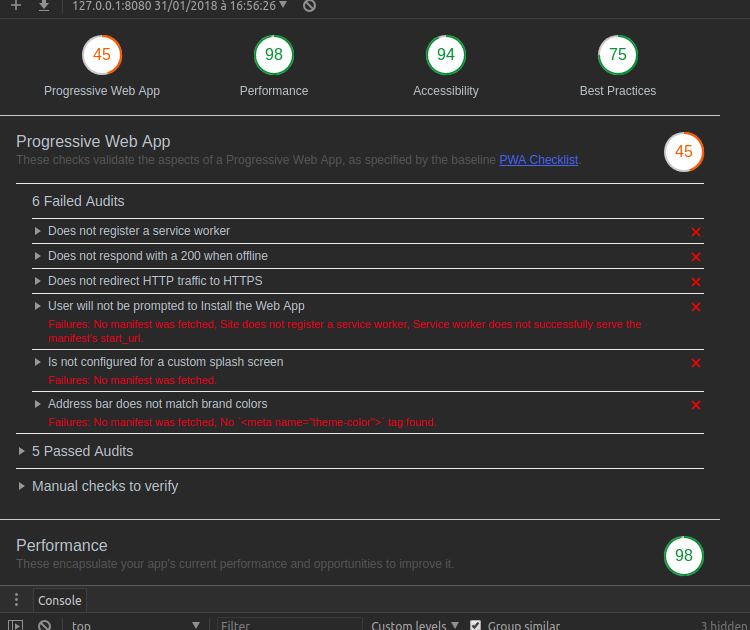 127.0.0.1:8080 31/01/2018 à 16:56:26
45
98
94
75
Progressive Web App
Performance
Accessibility
Best Practices
Progressive Web App
These checks validate the aspects of a Progressive Web App, as specified by the baseline PWA Checklist.
45
6 Failed Audits
Does not register a service worker
Does not respond with a 200 when offline
Does not redirect HTTP traffic to HTTPS
User will not be prompted to Install the Web App
Failures: No manifest was fetched, Site does not register a service worker, Service worker does not successfully serve the
manifest's start_url.
Is not configured for a custom splash screen
Failures: No manifest was fetched.
Address bar does not match brand colors
Failures: No manifest was fetched, No `<meta name="theme-color">` tag found.
5 Passed Audits
Manual checks to verify
Performance
These encapsulate your app's current performance and opportunities to improve it.
98
Console
top
Filter
Custom levels
Group similar
3 hidden